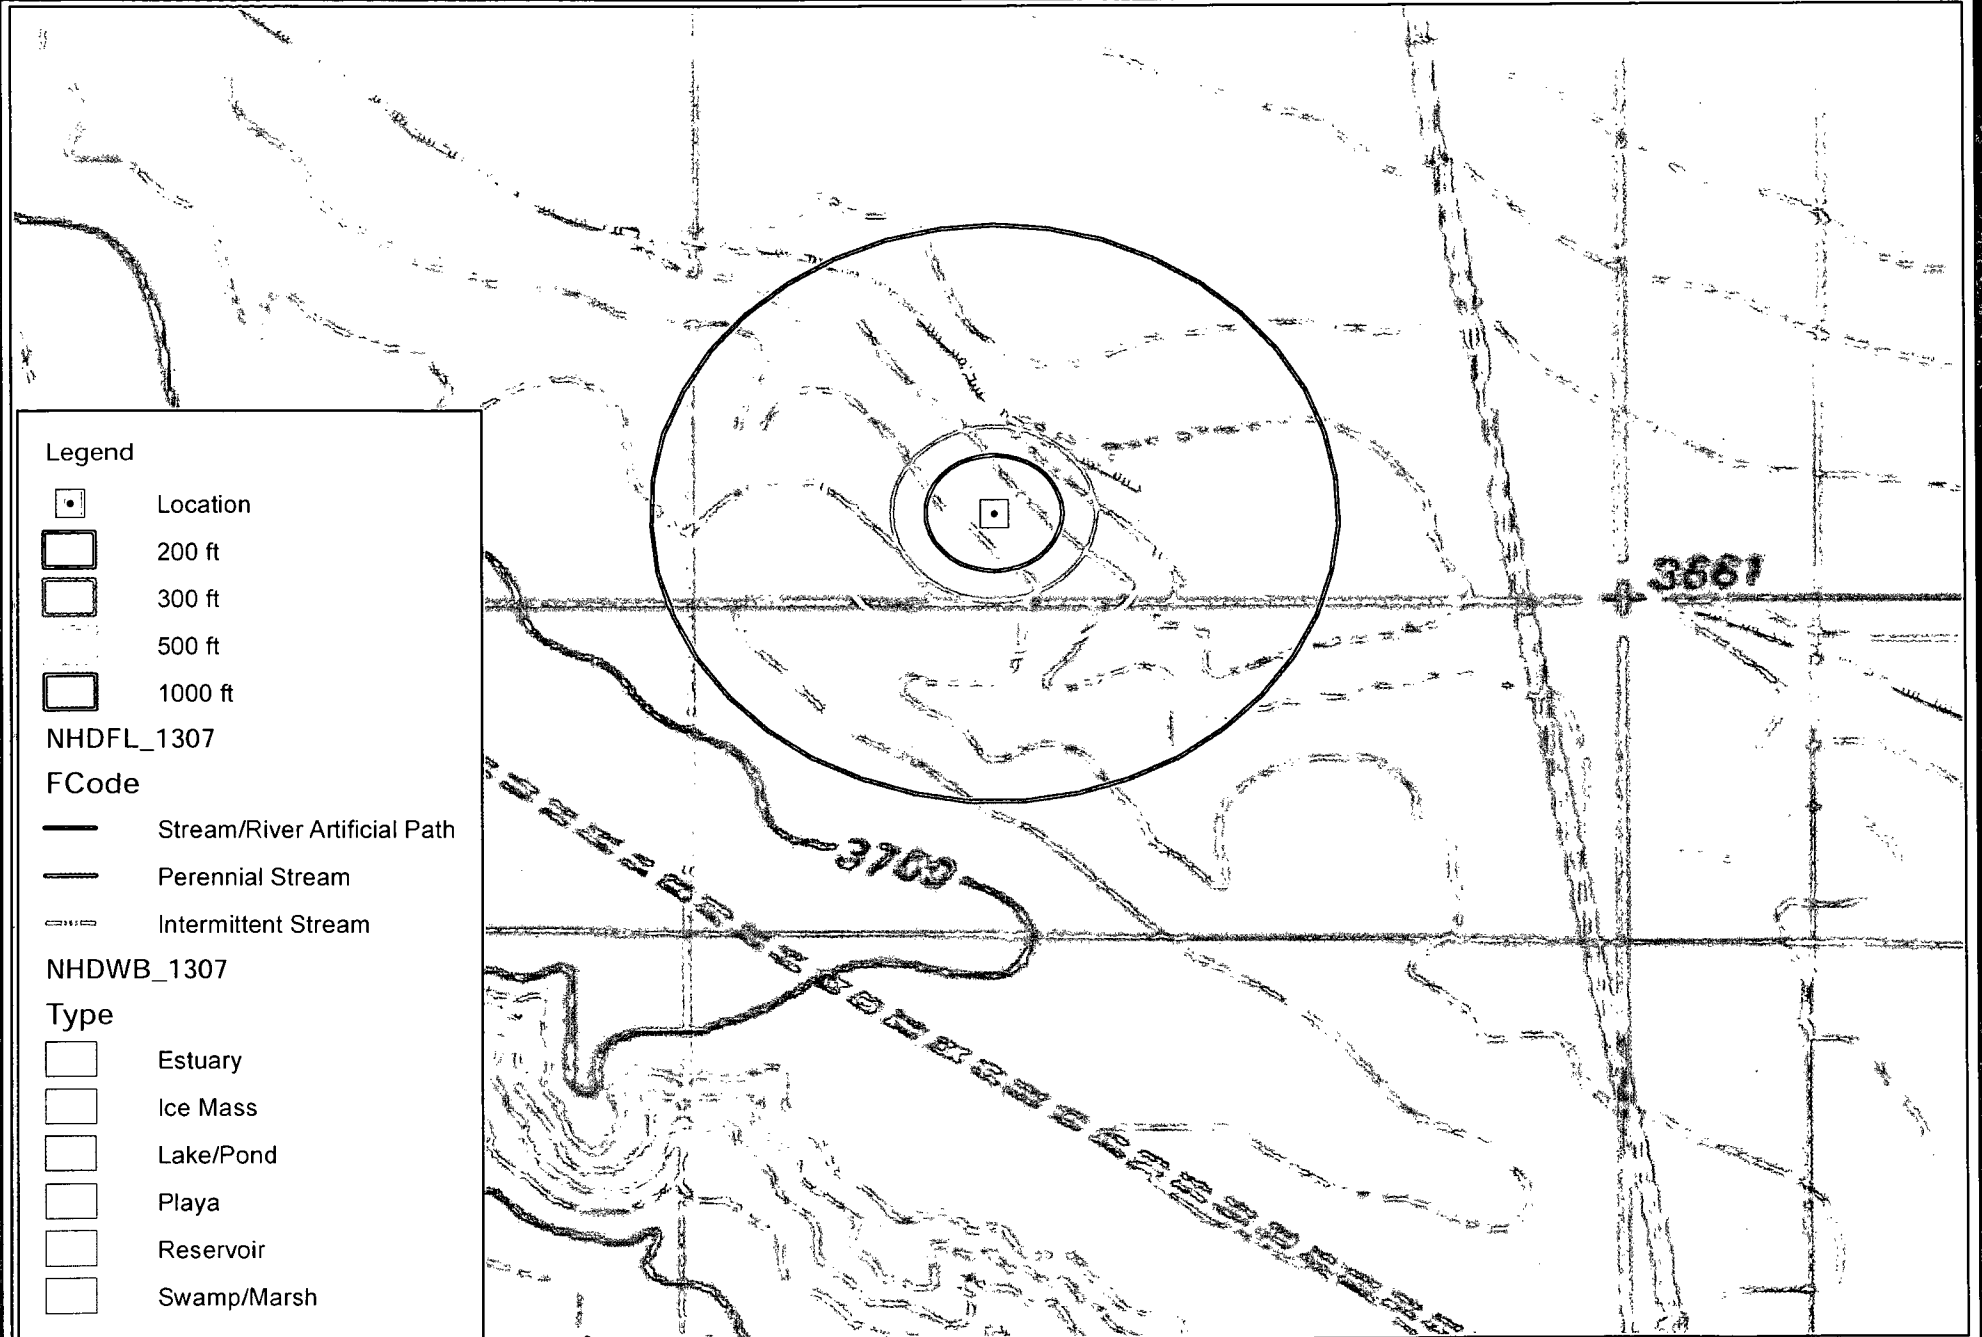 Legend
Location
200 ft
300 ft
500 ft
1000 ft
NHDFL_1307
FCode
Stream/River Artificial Path
Perennial Stream
Intermittent Stream
NHDWB_1307
Type
Estuary
Ice Mass
Lake/Pond
Playa
Reservoir
Swamp/Marsh
3661